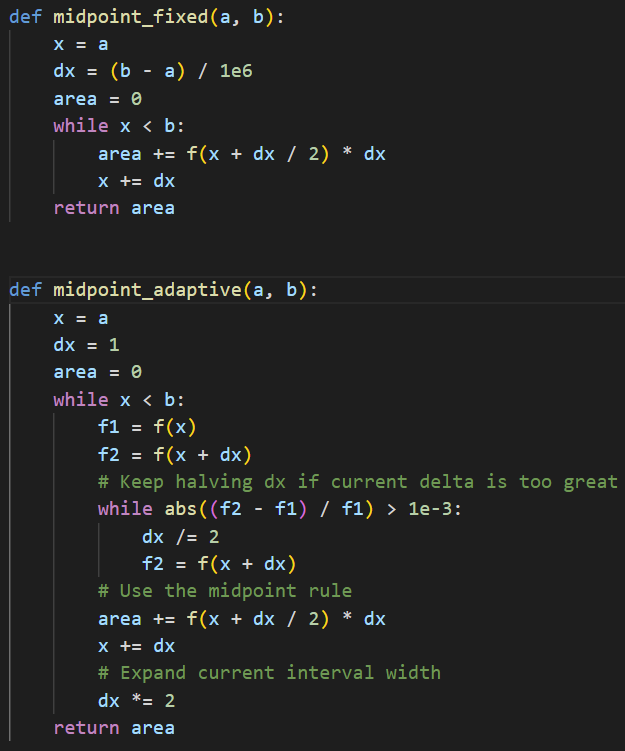 def midpoint_fixed(a, b):
    x = a
    dx = (b - a) / 1e6
    area = 0
    while x < b:
        area += f(x + dx / 2) * dx
        x += dx
    return area

def midpoint_adaptive(a, b):
    x = a
    dx = 1
    area = 0
    while x < b:
        f1 = f(x)
        f2 = f(x + dx)
        # Keep halving dx if current delta is too great
        while abs((f2 - f1) / f1) > 1e-3:
            dx /= 2
            f2 = f(x + dx)
        # Use the midpoint rule
        area += f(x + dx / 2) * dx
        x += dx
        # Expand current interval width
        dx *= 2
    return area